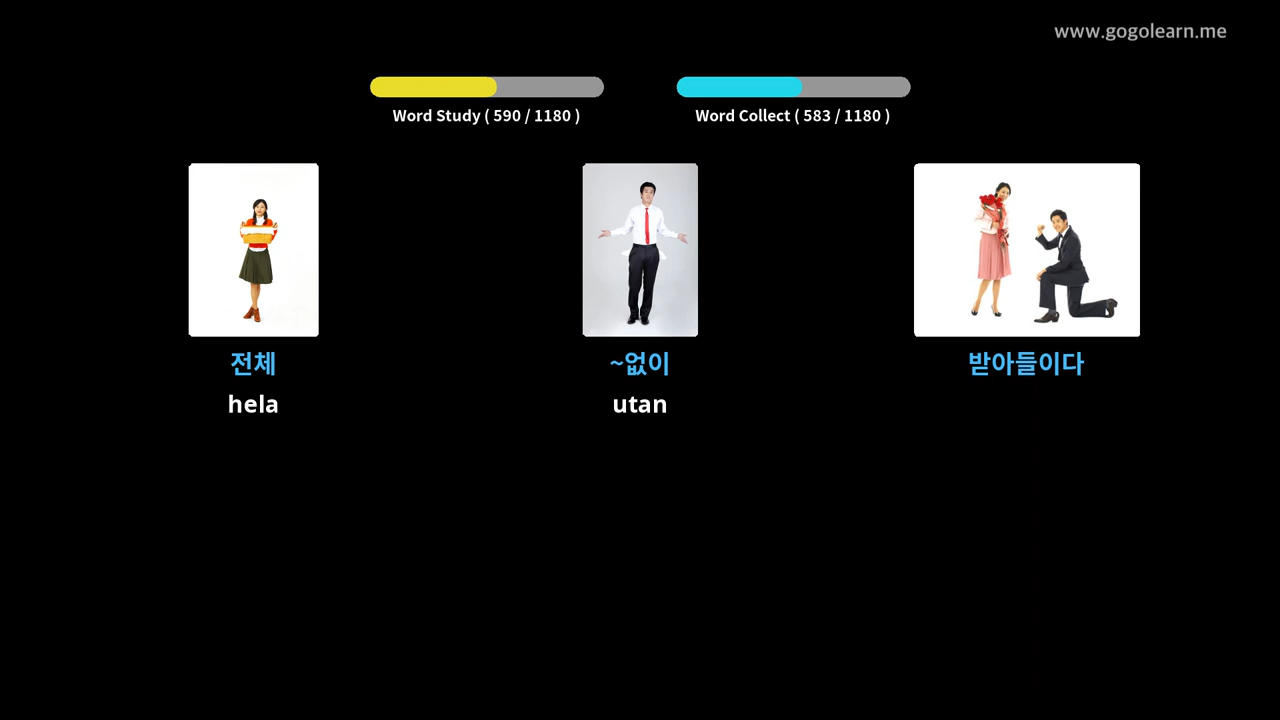 www.gogolearn.me
Word Study ( 590 / 1180 )
Word Collect ( 583 / 1180 )
전체
~없이
받아들이다
hela
utan